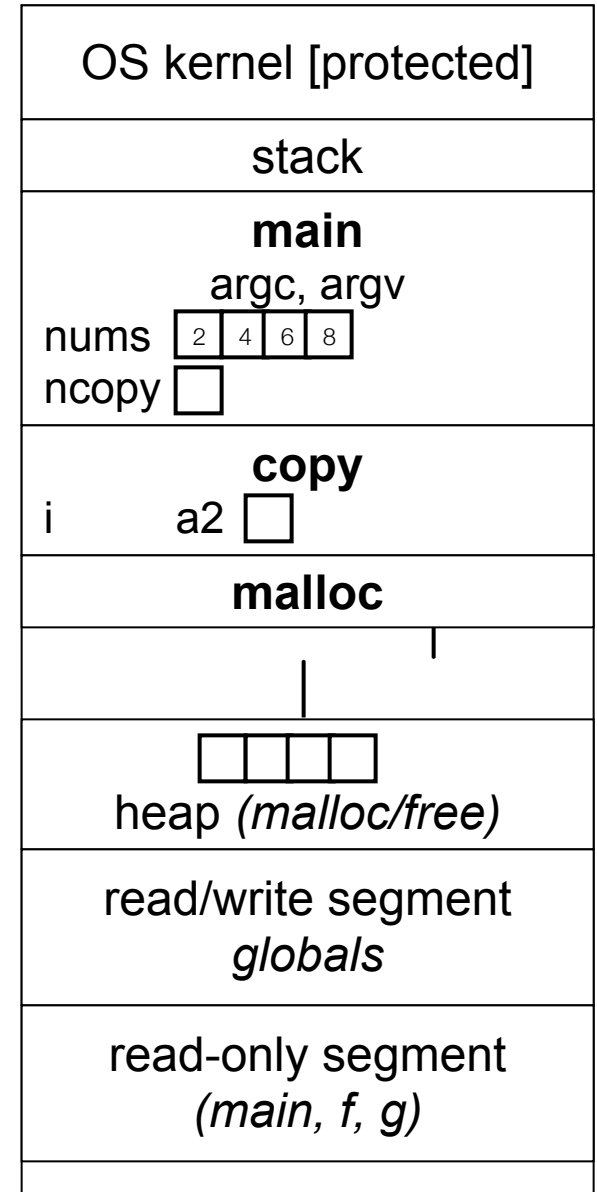 OS kernel [protected]
stack
main
argc, argv
nums 2 4 6 8
ncopy
copy
i a2
malloc
heap (malloc/free)
read/write segment
globals
read-only segment
(main, f, g)